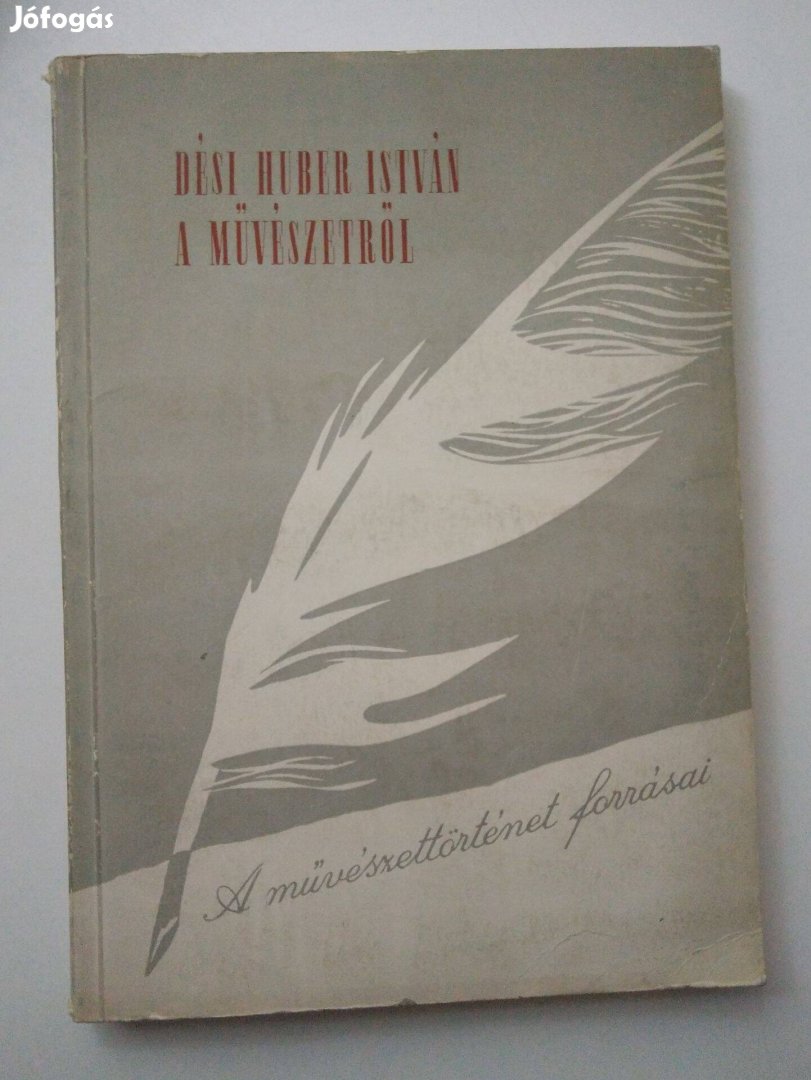 Jófogás
DÉSI HUBER ISTVÁN
A MŰVÉSZETRŐL
A művészettörténet forrásai